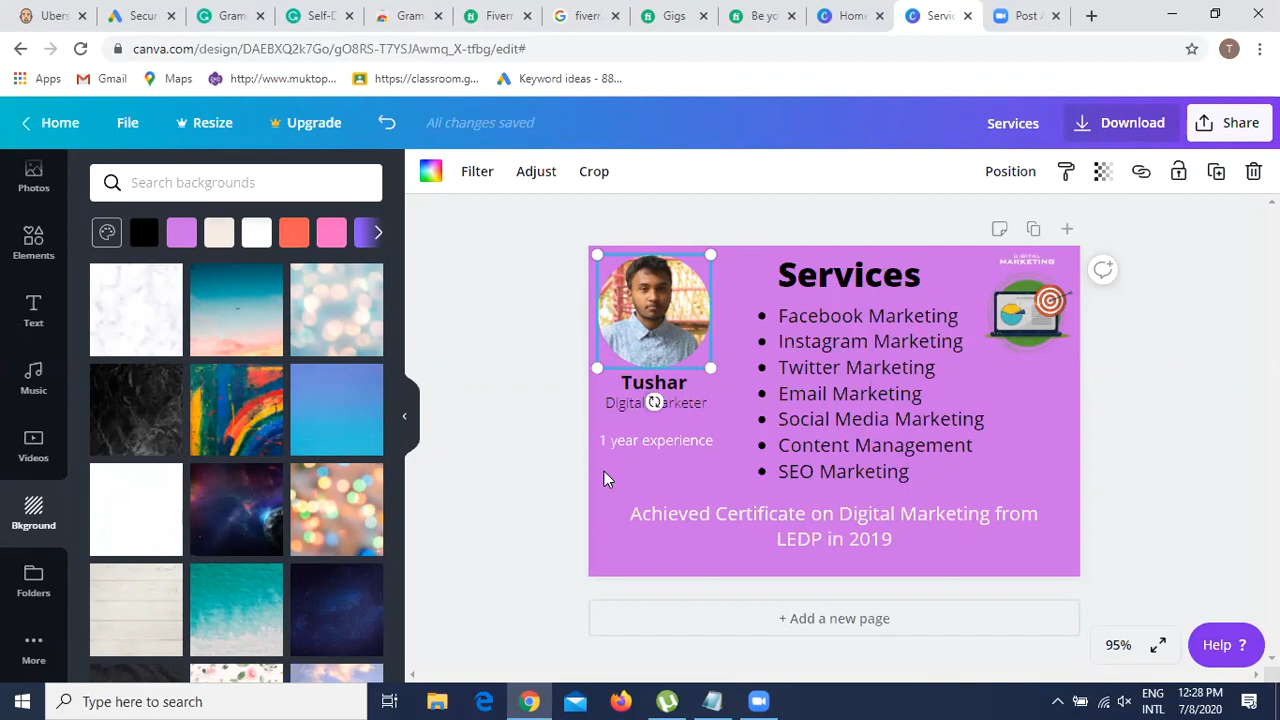 Ubers
Secur
Gram
Self-D
Gram
Fiverr
fiverr.
Gigs
Be yo
Home
Servic
Post A
canva.com/design/DAEBXQ2k7Go/gO8RS-T7YSJAwmq_X-tfbg/edit#
T
Apps
Gmail
Maps
http://www.muktop...
https://classroom.g...
Keyword ideas - 88...
Home
File
Resize
Upgrade
All changes saved
Services
Download
Share
Photos
Search backgrounds
Filter
Adjust
Crop
Position
Elements
Text
Music
Videos
Bkground
Folders
More
DIGITAL
MARKETING
Services
Facebook Marketing
Instagram Marketing
Twitter Marketing
Email Marketing
Social Media Marketing
Content Management
SEO Marketing
Tushar
1 year experience
Achieved Certificate on Digital Marketing from
LEDP in 2019
+ Add a new page
95%
Help ?
Type here to search
ENG
INTL
12:28 PM
7/8/2020